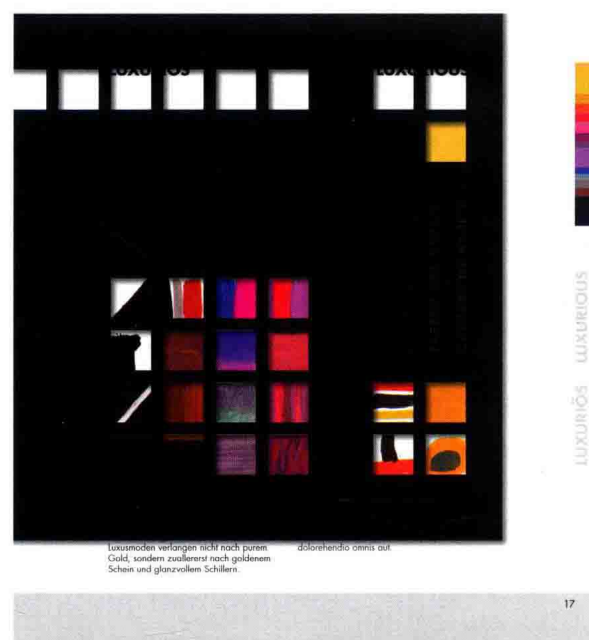 LUXURIÖS LUXURIOUS
Luxusmoden verlangen nicht nach purem
Gold, sondern zuallererst nach goldenem
Schein und glanzvollem Schillern.
dolorehendio omnis aut.
LUXURIÖS LUXURIOUS
17